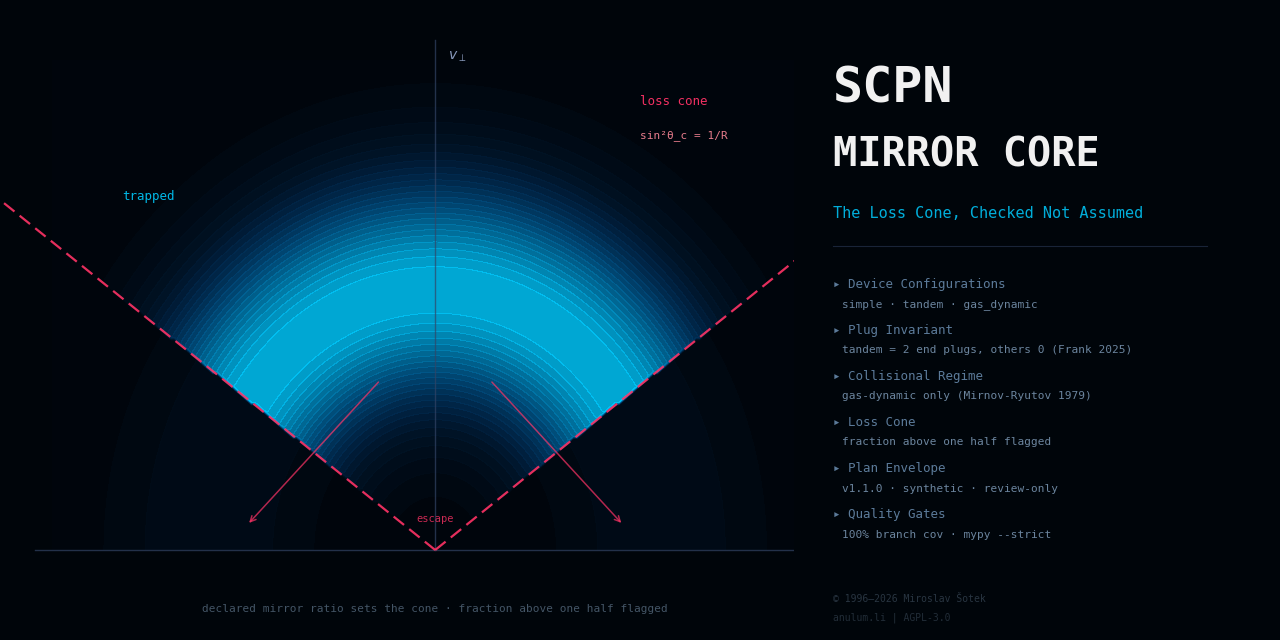 v⊥
loss cone
sin²θ_c = 1/R
trapped
escape
declared mirror ratio sets the cone · fraction above one half flagged
SCPN
MIRROR CORE
The Loss Cone, Checked Not Assumed
▸ Device Configurations
simple · tandem · gas_dynamic
▸ Plug Invariant
tandem = 2 end plugs, others 0 (Frank 2025)
▸ Collisional Regime
gas-dynamic only (Mirnov-Ryutov 1979)
▸ Loss Cone
fraction above one half flagged
▸ Plan Envelope
v1.1.0 · synthetic · review-only
▸ Quality Gates
100% branch cov · mypy --strict
© 1996–2026 Miroslav Šotek
anulum.li | AGPL-3.0